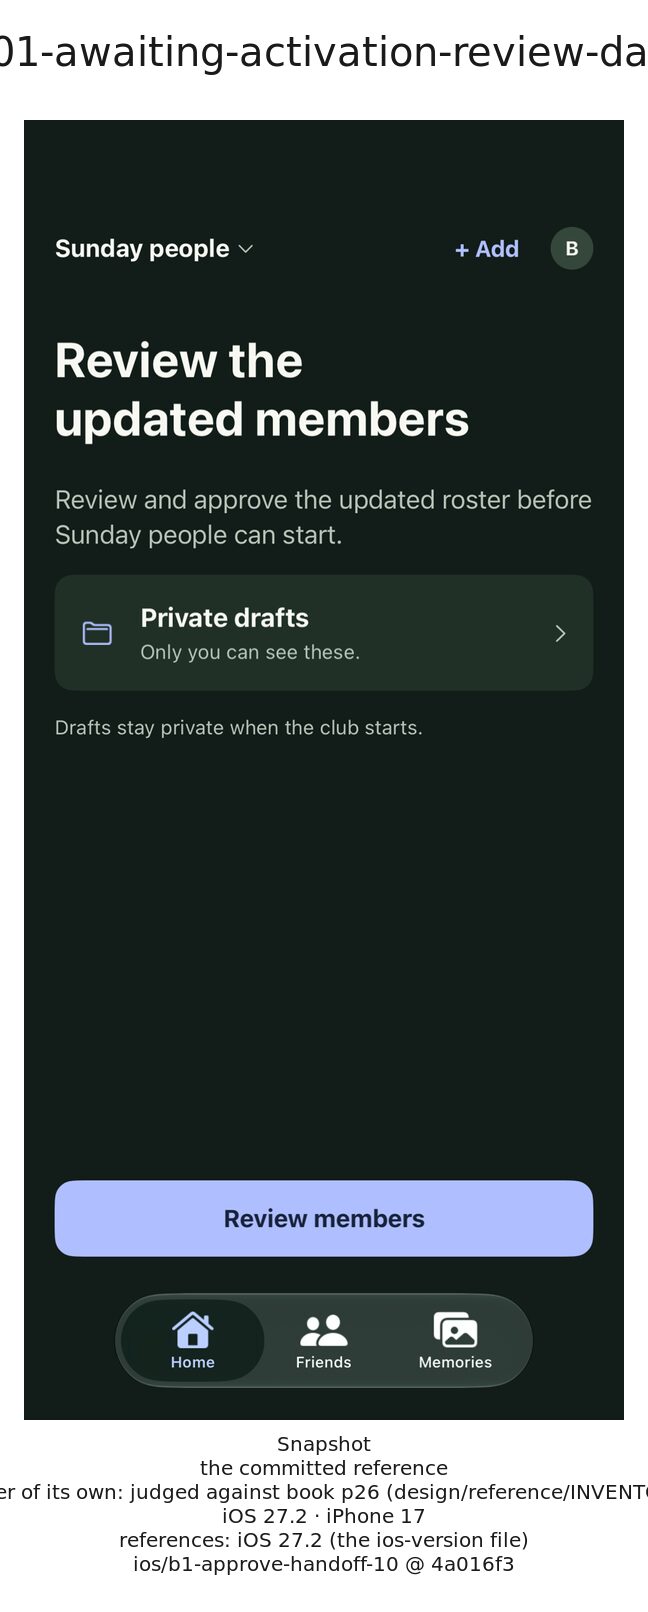 01-awaiting-activation-review-da
Sunday people
+ Add
B
Review the
updated members
Review and approve the updated roster before
Sunday people can start.
Private drafts
Only you can see these.
Drafts stay private when the club starts.
Review members
Home
Friends
Memories
Snapshot
the committed reference
er of its own: judged against book p26 (design/reference/INVENTO
iOS 27.2 · iPhone 17
references: iOS 27.2 (the ios-version file)
ios/b1-approve-handoff-10 @ 4a016f3